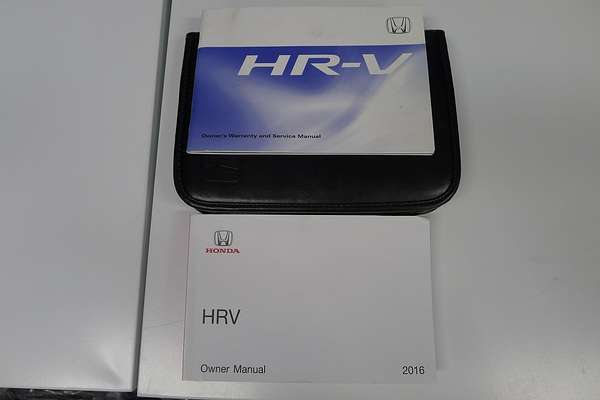 HR-V
Owner's Warranty and Service Manual
HONDA
HRV
Owner Manual 2016